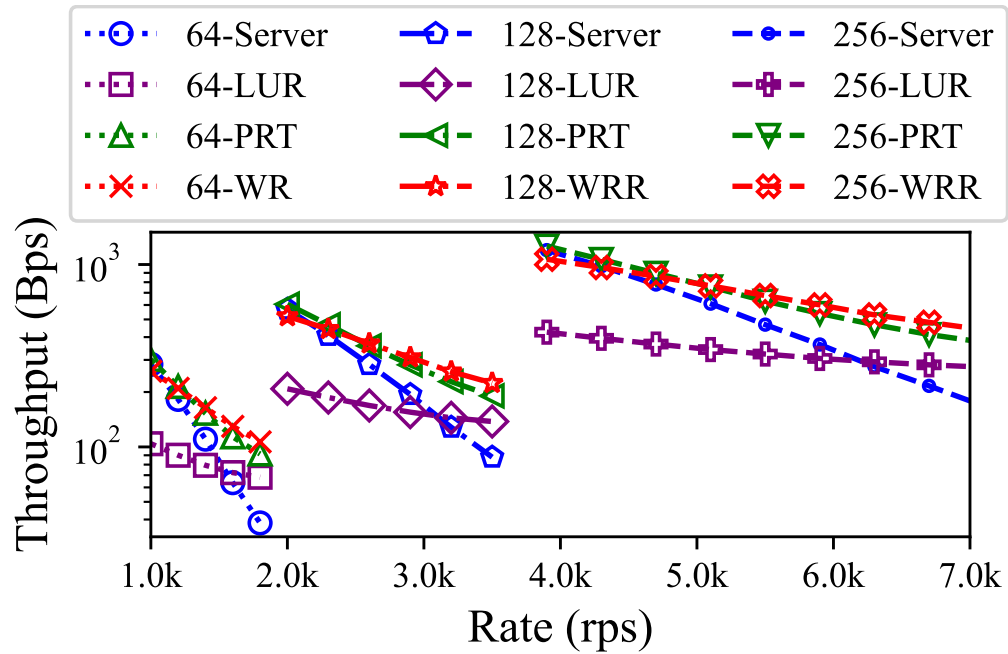 64-Server 128-Server 256-Server
64-LUR 128-LUR 256-LUR
64-PRT 128-PRT 256-PRT
64-WR 128-WRR 256-WRR
Throughput (Bps)
10³
10²
1.0k 2.0k 3.0k 4.0k 5.0k 6.0k 7.0k
Rate (rps)